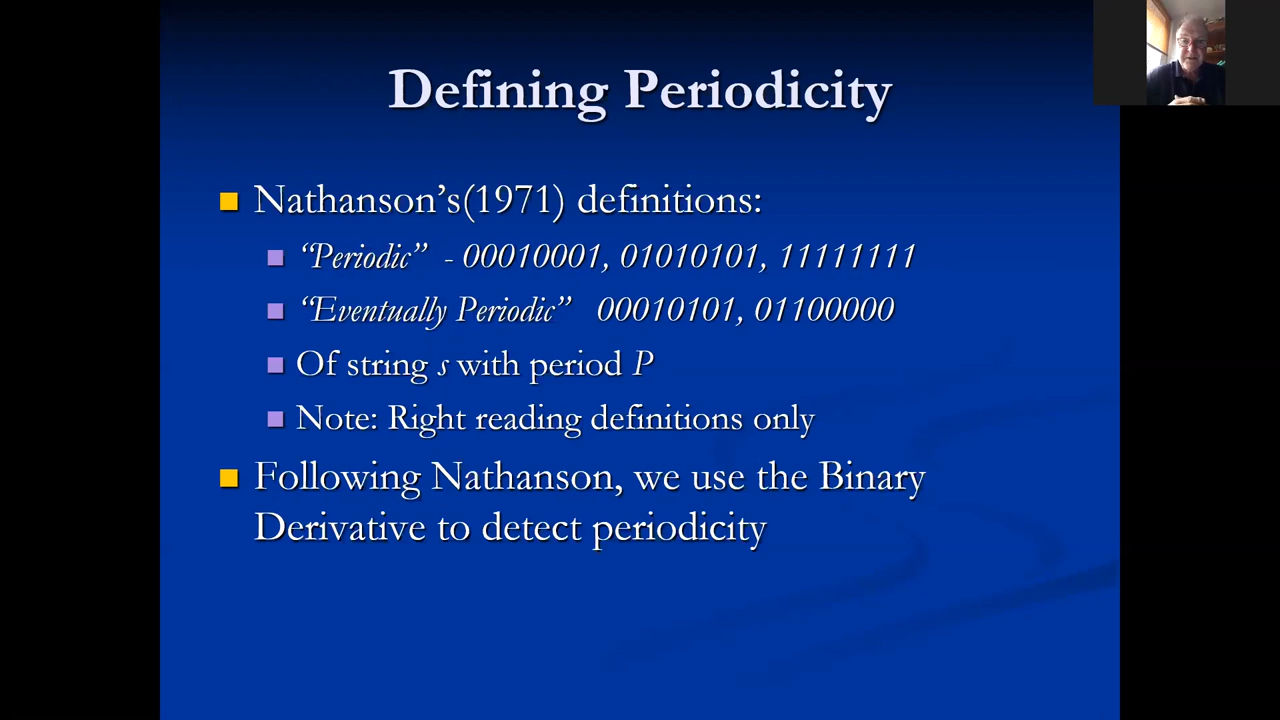 Defining Periodicity
Nathanson’s(1971) definitions:
“Periodic” - 00010001, 01010101, 11111111
“Eventually Periodic” 00010101, 01100000
Of string s with period P
Note: Right reading definitions only
Following Nathanson, we use the Binary
Derivative to detect periodicity